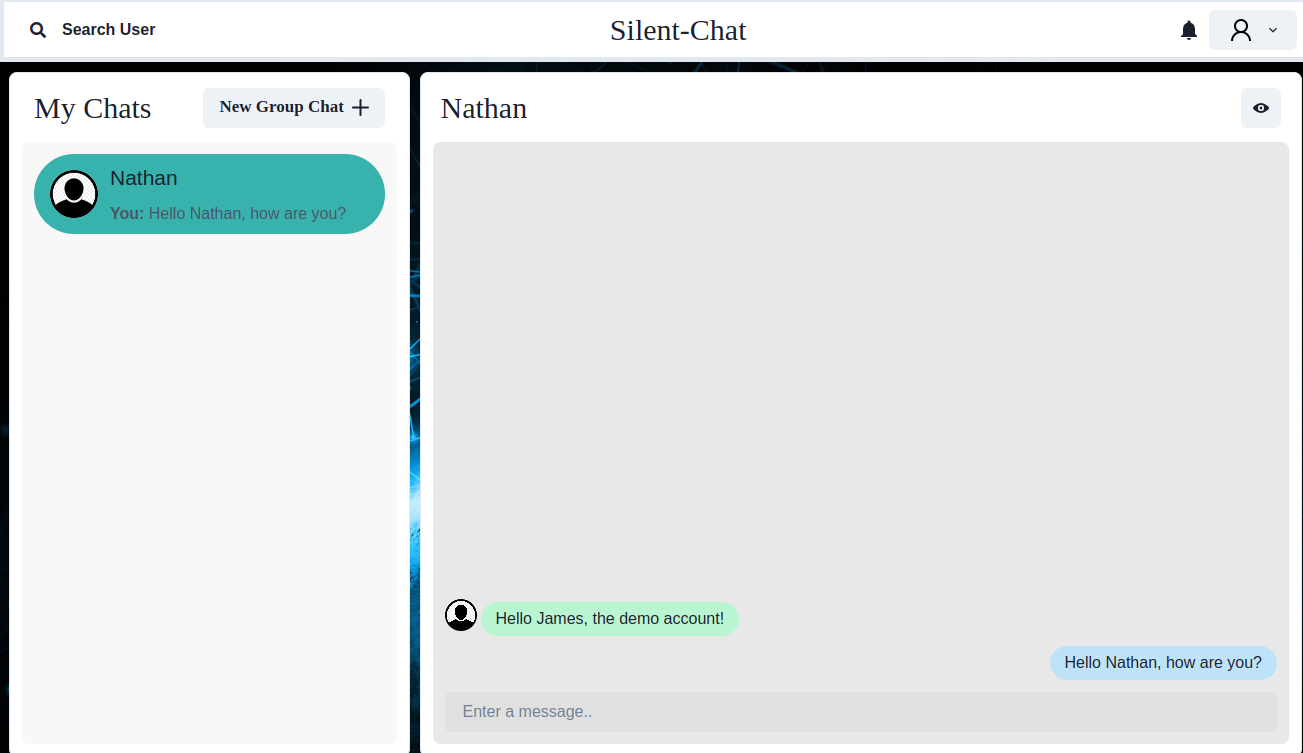 Search User
Silent-Chat
My Chats
New Group Chat
Nathan
You: Hello Nathan, how are you?
Nathan
Hello James, the demo account!
Hello Nathan, how are you?
Enter a message..